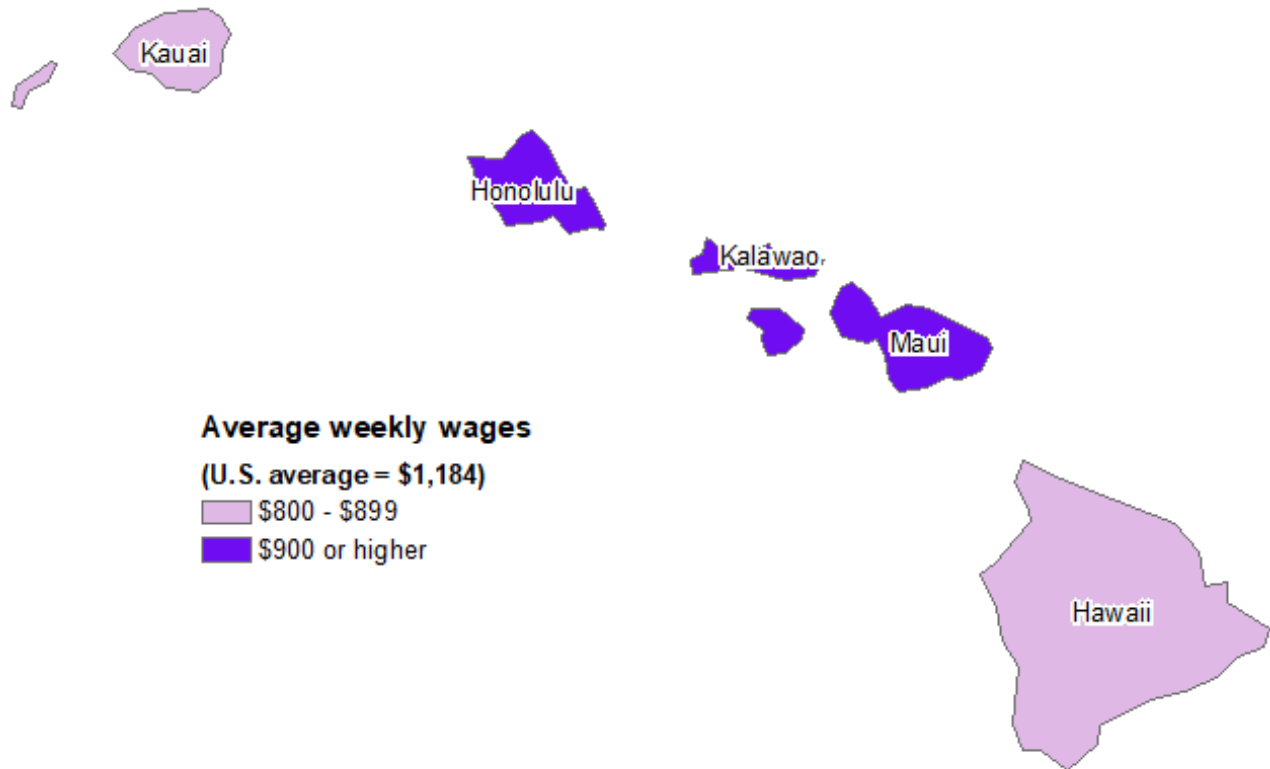 Kauai
Honolulu
Kalawao
Maui
Average weekly wages
(U.S. average = $1,184)
$800 - $899
$900 or higher
Hawaii